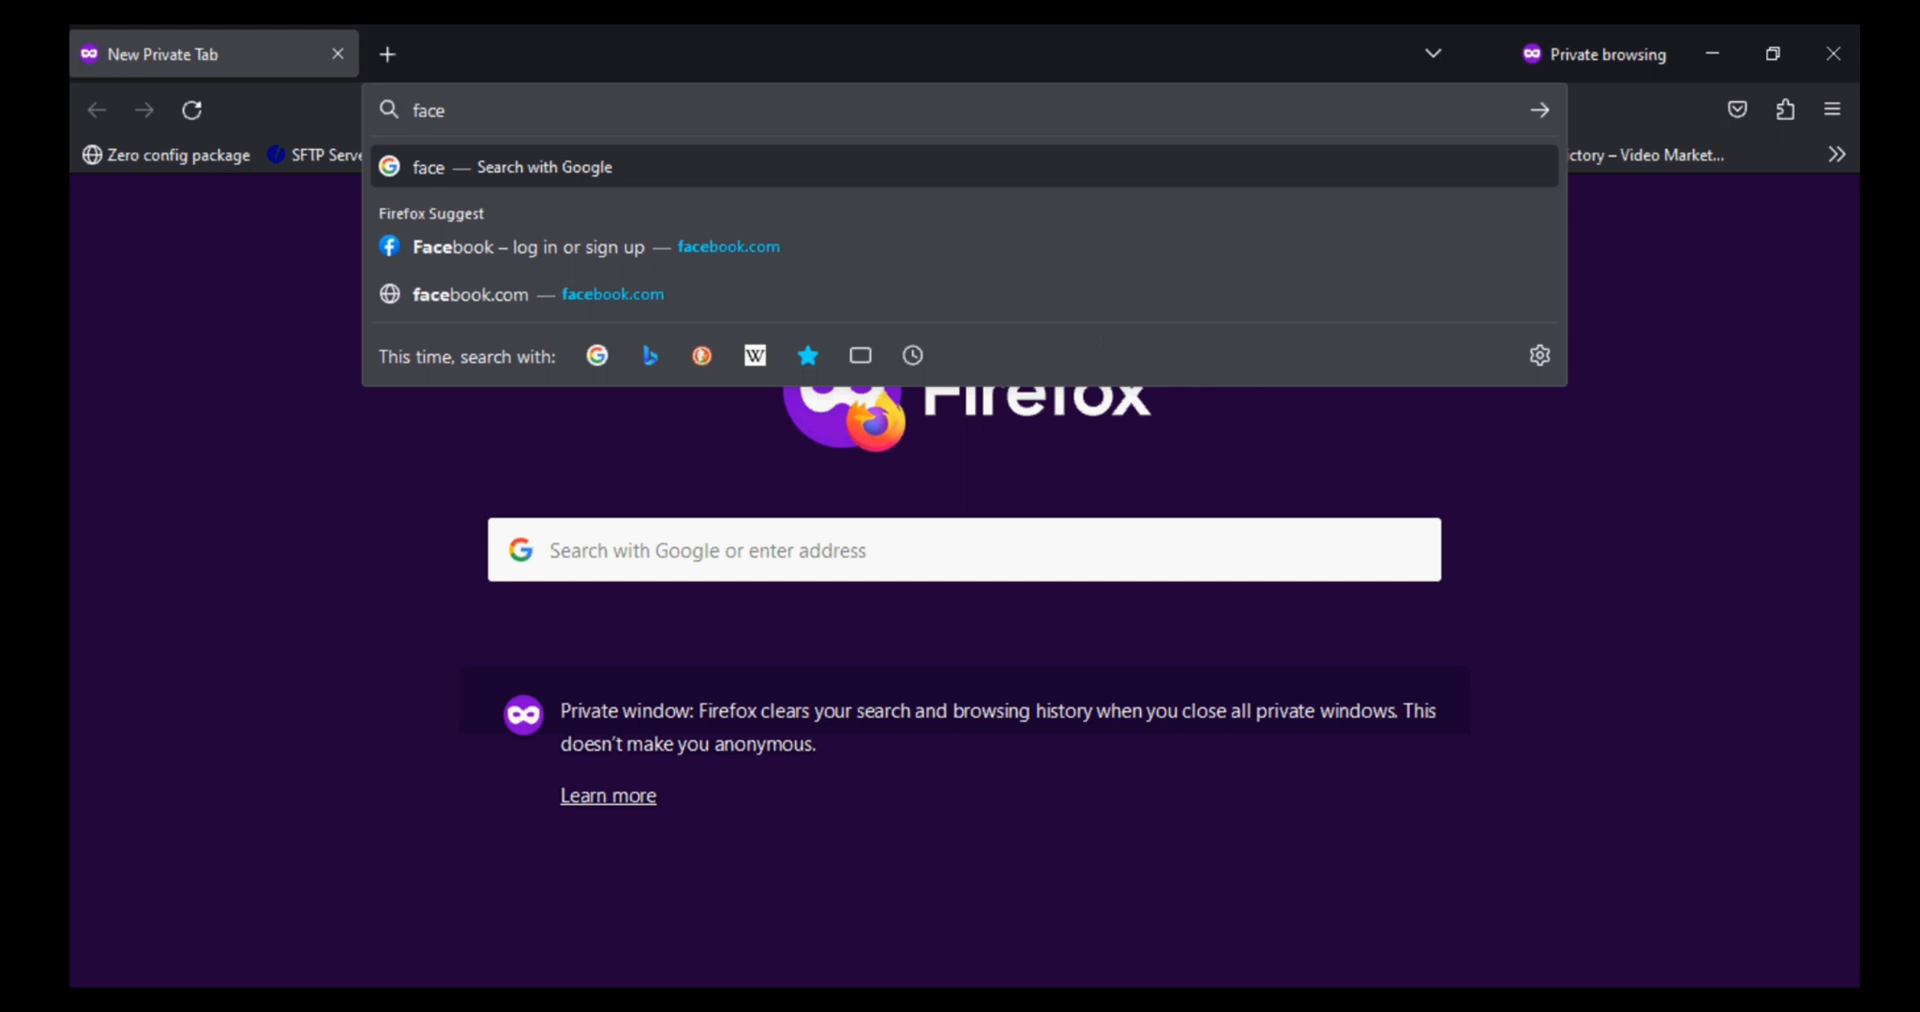 New Private Tab
Private browsing
face
Zero config package
SFTP Serve
ictory – Video Market...
face — Search with Google
Firefox Suggest
Facebook – log in or sign up — facebook.com
facebook.com — facebook.com
This time, search with:
W
Firefox
Search with Google or enter address
Private window: Firefox clears your search and browsing history when you close all private windows. This
doesn't make you anonymous.
Learn more